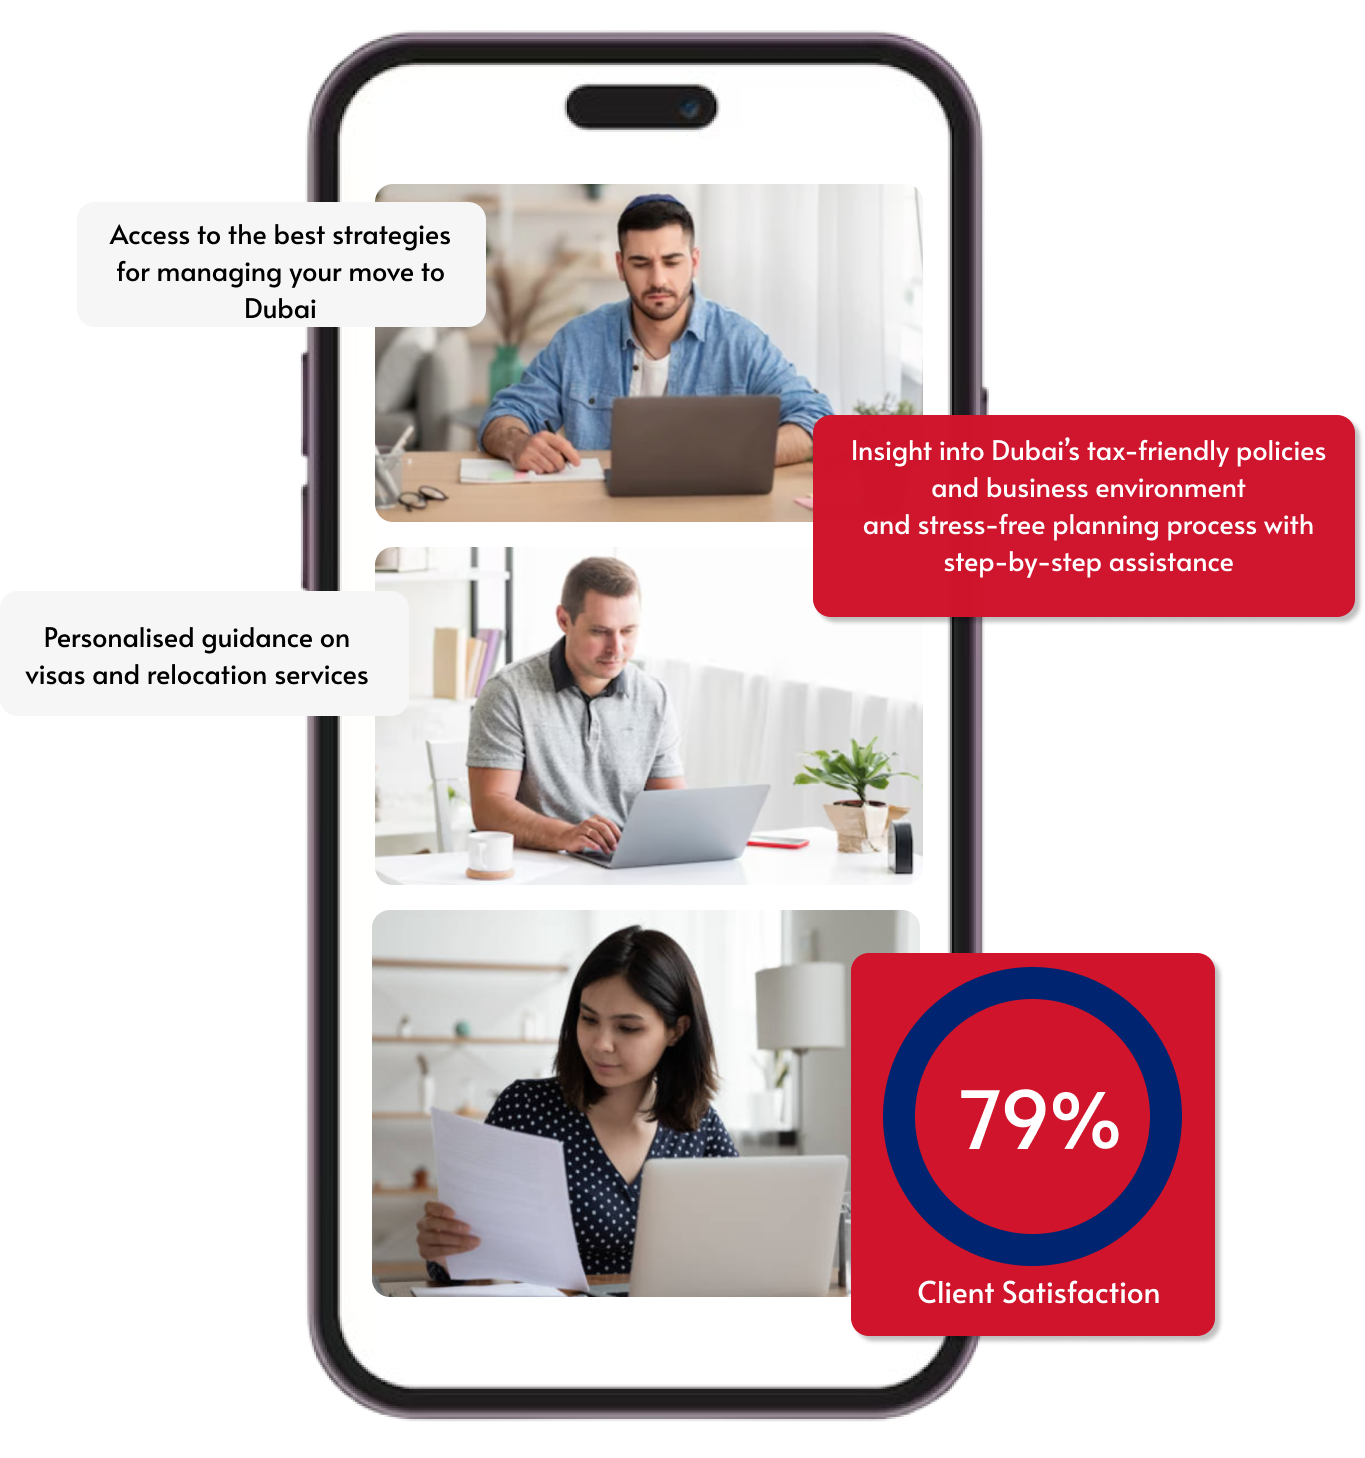 Access to the best strategies
for managing your move to
Dubai
Insight into Dubai’s tax-friendly policies
and business environment
and stress-free planning process with
step-by-step assistance
Personalised guidance on
visas and relocation services
79%
Client Satisfaction